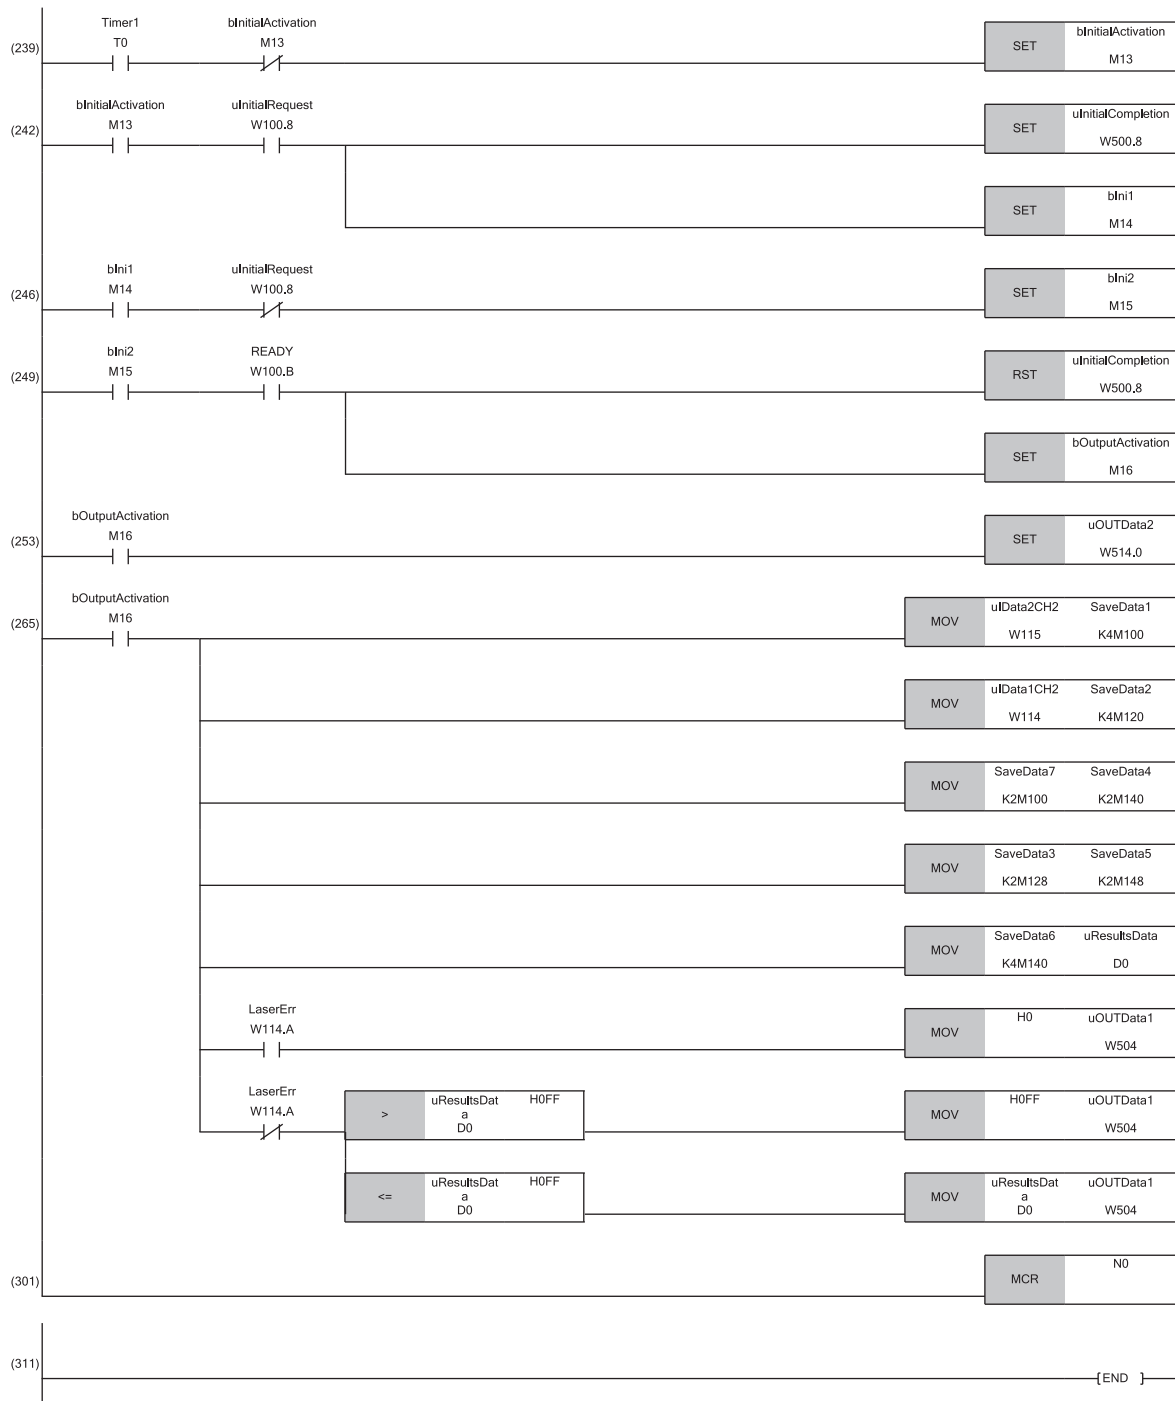 Timer1 bInitialActivation bInitialActivation
(239) T0 M13 SET M13
bInitialActivation uInitialRequest uInitialCompletion
(242) M13 W100.8 SET W500.8
bIni1
SET M14
bIni1 uInitialRequest bIni2
(246) M14 W100.8 SET M15
bIni2 READY uInitialCompletion
(249) M15 W100.B RST W500.8
bOutputActivation
SET M16
bOutputActivation uOUTData2
(253) M16 SET W514.0
bOutputActivation uIData2CH2 SaveData1
(265) M16 MOV W115 K4M100
uIData1CH2 SaveData2
MOV W114 K4M120
SaveData7 SaveData4
MOV K2M100 K2M140
SaveData3 SaveData5
MOV K2M128 K2M148
SaveData6 uResultsData
MOV K4M140 D0
LaserErr H0 uOUTData1
W114.A MOV W504
LaserErr uResultsDat H0FF H0FF uOUTData1
W114.A > a MOV W504
D0
uResultsDat H0FF uResultsDat uOUTData1
<= a MOV a
D0 D0 W504
N0
(301) MCR
(311) END